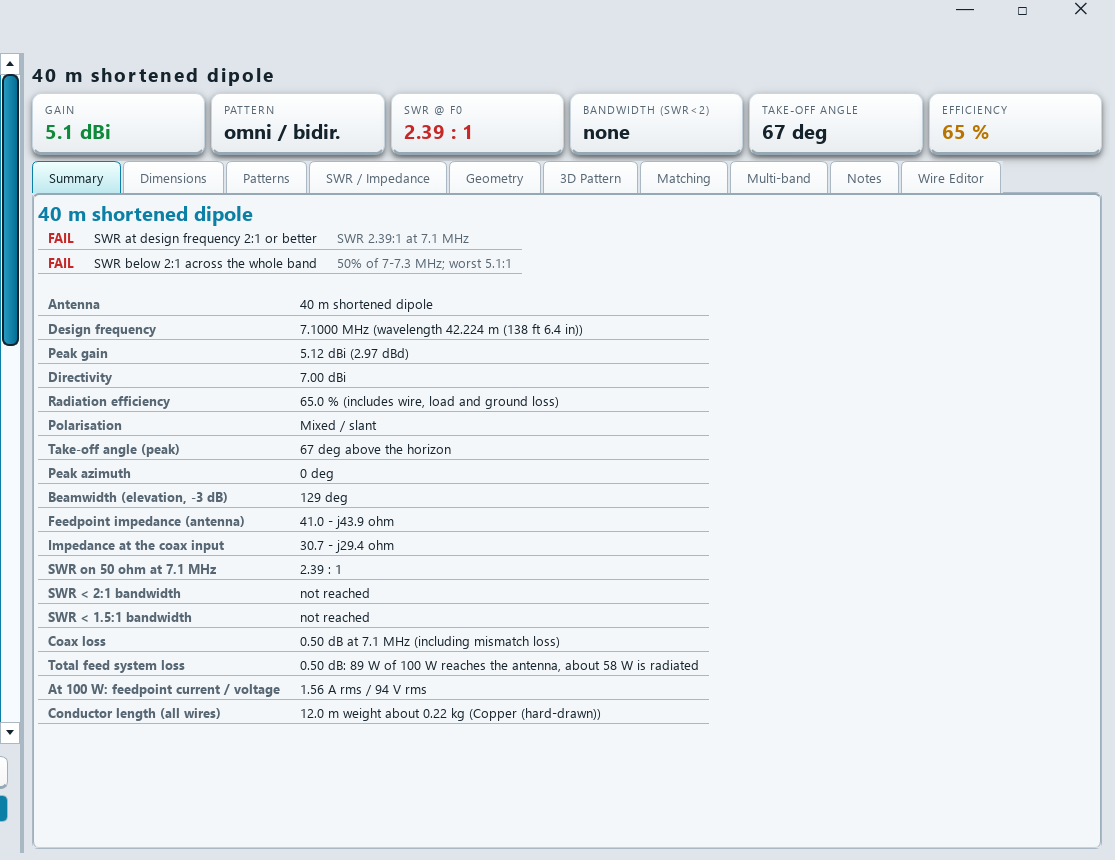 40 m shortened dipole
GAIN PATTERN SWR @ F0 BANDWIDTH (SWR<2) TAKE-OFF ANGLE EFFICIENCY
5.1 dBi omni / bidir. 2.39 : 1 none 67 deg 65 %
Summary Dimensions Patterns SWR / Impedance Geometry 3D Pattern Matching Multi-band Notes Wire Editor
40 m shortened dipole
FAIL SWR at design frequency 2:1 or better SWR 2.39:1 at 7.1 MHz
FAIL SWR below 2:1 across the whole band 50% of 7-7.3 MHz; worst 5.1:1
Antenna 40 m shortened dipole
Design frequency 7.1000 MHz (wavelength 42.224 m (138 ft 6.4 in))
Peak gain 5.12 dBi (2.97 dBd)
Directivity 7.00 dBi
Radiation efficiency 65.0 % (includes wire, load and ground loss)
Polarisation Mixed / slant
Take-off angle (peak) 67 deg above the horizon
Peak azimuth 0 deg
Beamwidth (elevation, -3 dB) 129 deg
Feedpoint impedance (antenna) 41.0 - j43.9 ohm
Impedance at the coax input 30.7 - j29.4 ohm
SWR on 50 ohm at 7.1 MHz 2.39 : 1
SWR < 2:1 bandwidth not reached
SWR < 1.5:1 bandwidth not reached
Coax loss 0.50 dB at 7.1 MHz (including mismatch loss)
Total feed system loss 0.50 dB: 89 W of 100 W reaches the antenna, about 58 W is radiated
At 100 W: feedpoint current / voltage 1.56 A rms / 94 V rms
Conductor length (all wires) 12.0 m weight about 0.22 kg (Copper (hard-drawn))